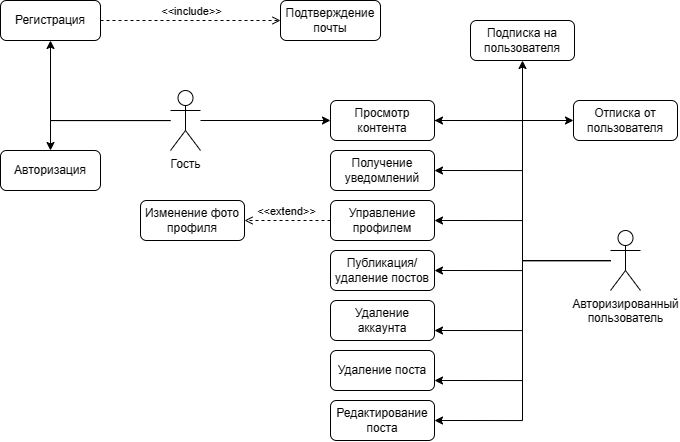 Регистрация
<<include>>
Подтверждение
почты
Подписка на
пользователя
Просмотр
контента
Отписка от
пользователя
Гость
Авторизация
Получение
уведомлений
Изменение фото
профиля
<<extend>>
Управление
профилем
Публикация/
удаление постов
Авторизированный
пользователь
Удаление
аккаунта
Удаление поста
Редактирование
поста